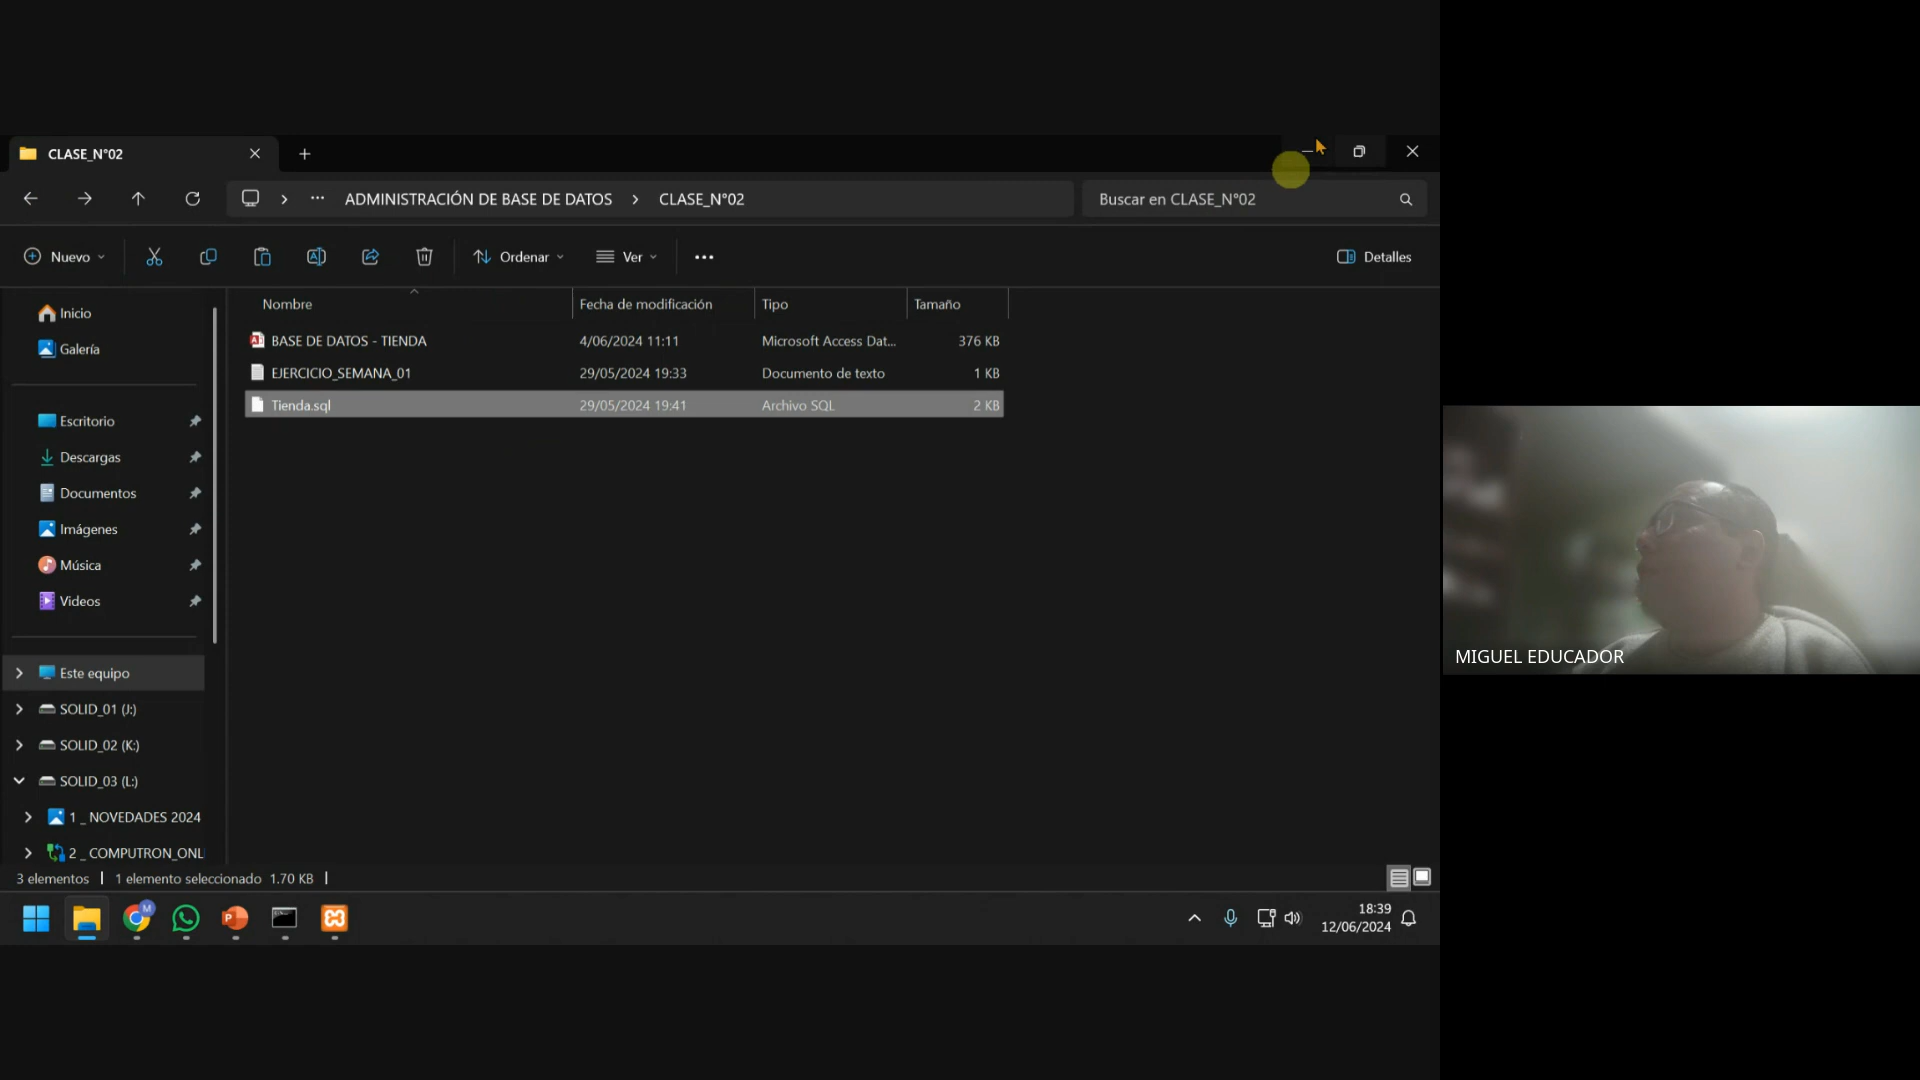 CLASE_N°02
ADMINISTRACIÓN DE BASE DE DATOS
CLASE_N°02
Buscar en CLASE_N°02
Nuevo
Ordenar
Ver
Detalles
Nombre
Fecha de modificación
Tipo
Tamaño
BASE DE DATOS - TIENDA
4/06/2024 11:11
Microsoft Access Dat...
376 KB
EJERCICIO_SEMANA_01
29/05/2024 19:33
Documento de texto
1 KB
Tienda.sql
29/05/2024 19:41
Archivo SQL
2 KB
Inicio
Galería
Escritorio
Descargas
Documentos
Imágenes
Música
Videos
Este equipo
SOLID_01 (J:)
SOLID_02 (K:)
SOLID_03 (L:)
1 _ NOVEDADES 2024
2 _ COMPUTRON_ONL
3 elementos
1 elemento seleccionado 1.70 KB
18:39
12/06/2024
MIGUEL EDUCADOR